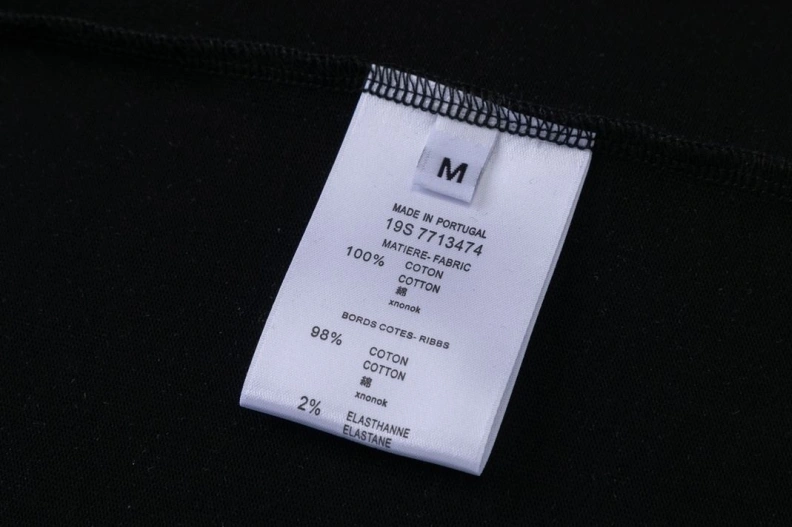 M
MADE IN PORTUGAL
19S 7713474
MATIERE- FABRIC
100% COTON
COTTON
綿
xnonok
BORDS COTES- RIBBS
98% COTON
COTTON
綿
xnonok
2% ELASTHANNE
ELASTANE